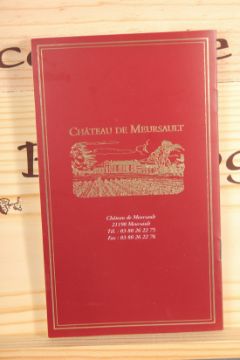 CHÂTEAU DE MEURSAULT
Château de Meursault
21190 Meursault
Tél. : 03 80 26 22 75
Fax : 03 80 26 22 76